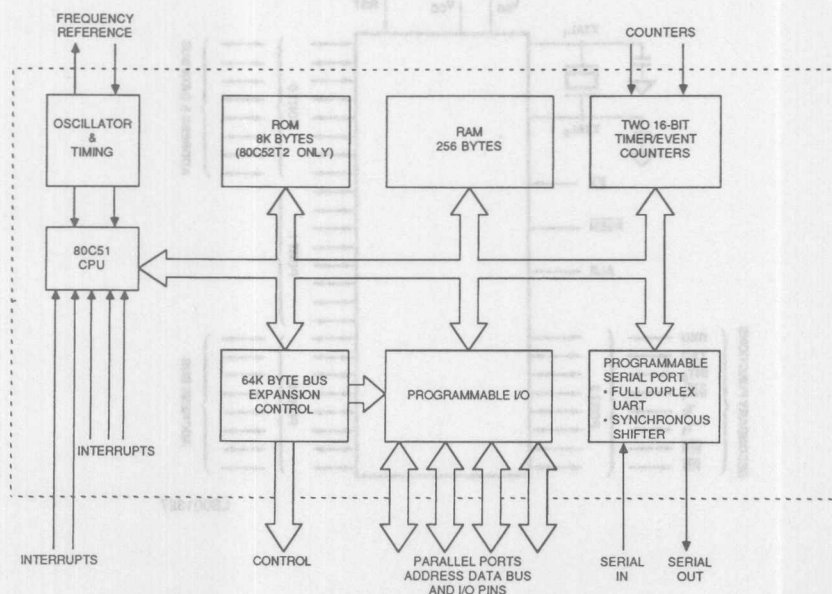 FREQUENCY
REFERENCE
COUNTERS
OSCILLATOR
&
TIMING
ROM
8K BYTES
(80C52T2 ONLY)
RAM
256 BYTES
TWO 16-BIT
TIMER/EVENT
COUNTERS
80C51
CPU
64K BYTE BUS
EXPANSION
CONTROL
PROGRAMMABLE I/O
PROGRAMMABLE
SERIAL PORT
• FULL DUPLEX
UART
• SYNCHRONOUS
SHIFTER
INTERRUPTS
INTERRUPTS
CONTROL
PARALLEL PORTS
ADDRESS DATA BUS
AND I/O PINS
SERIAL
IN
SERIAL
OUT